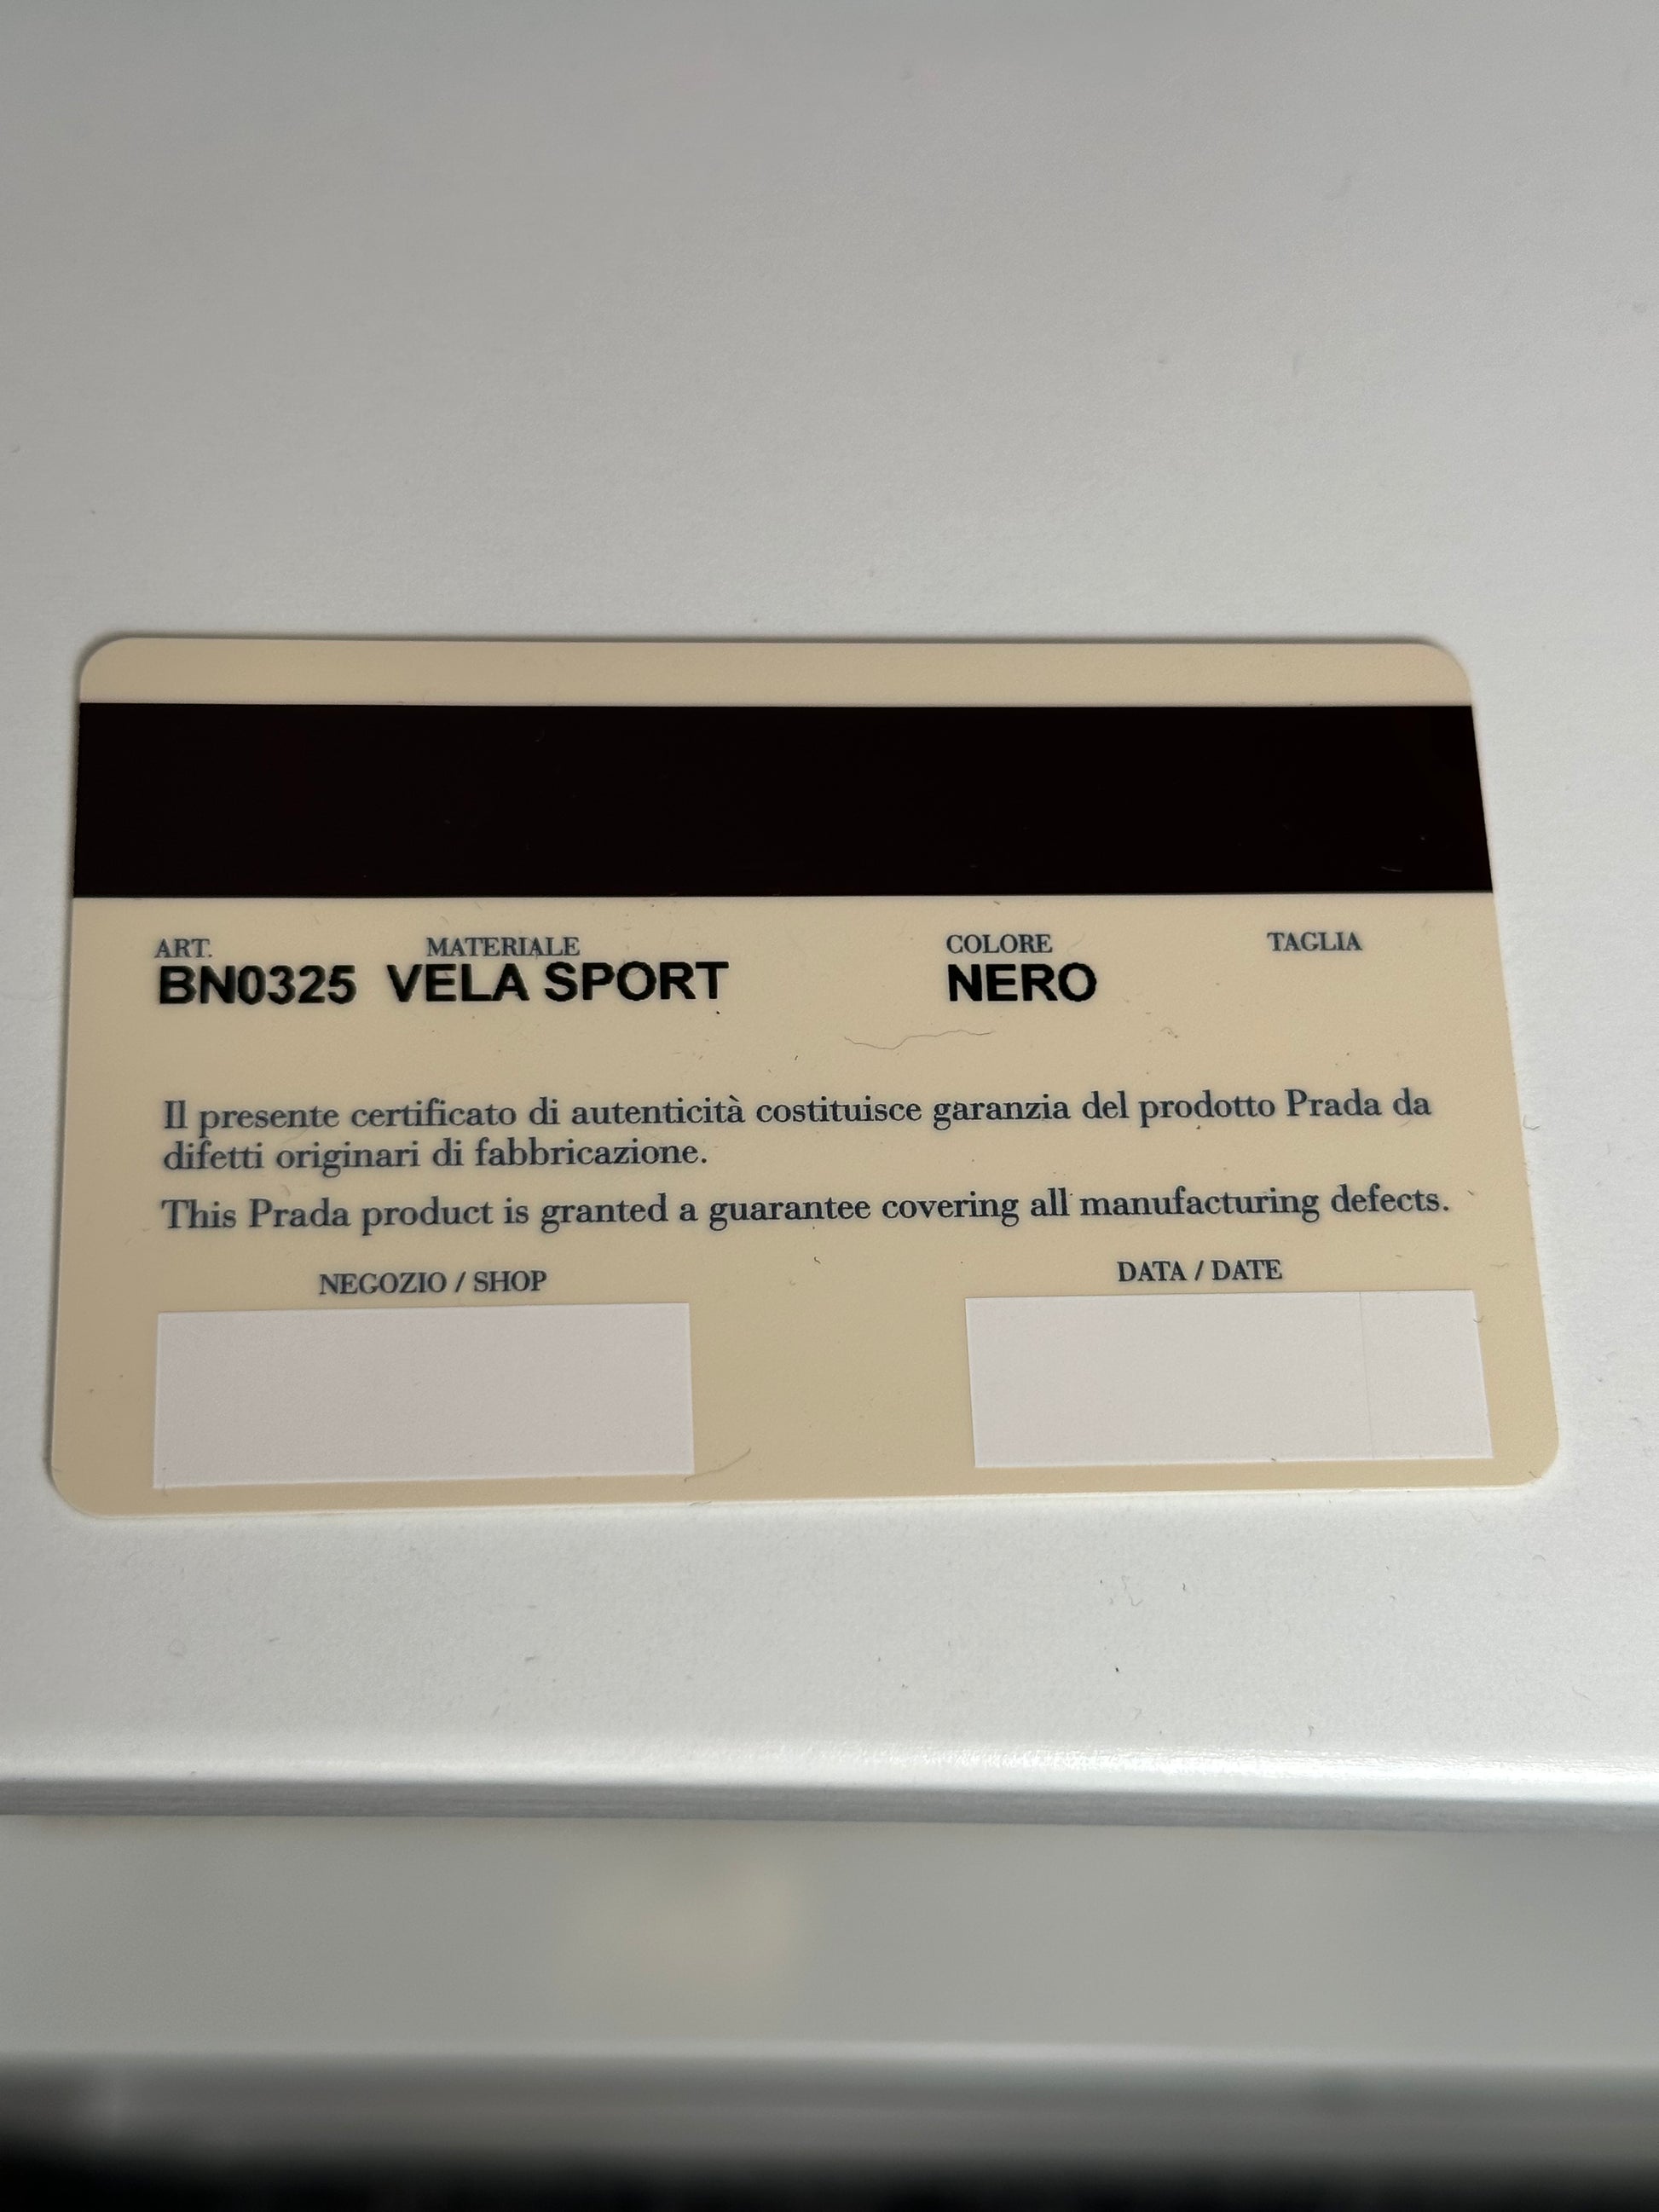 ART. MATERIALE COLORE TAGLIA
BN0325 VELA SPORT NERO
Il presente certificato di autenticità costituisce garanzia del prodotto Prada da
difetti originari di fabbricazione.
This Prada product is granted a guarantee covering all manufacturing defects.
NEGOZIO / SHOP DATA / DATE